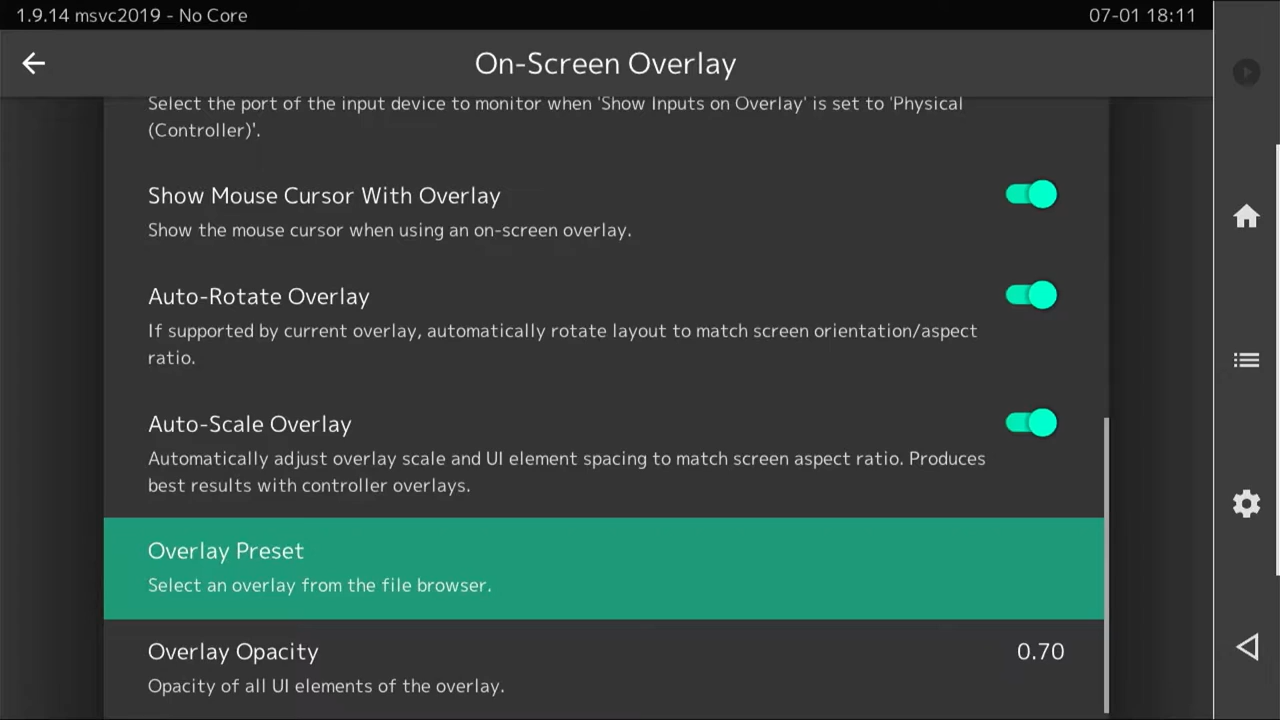 1.9.14 msvc2019 - No Core
07-01 18:11
On-Screen Overlay
Select the port of the input device to monitor when 'Show Inputs on Overlay' is set to 'Physical
(Controller)'.
Show Mouse Cursor With Overlay
Show the mouse cursor when using an on-screen overlay.
Auto-Rotate Overlay
If supported by current overlay, automatically rotate layout to match screen orientation/aspect
ratio.
Auto-Scale Overlay
Automatically adjust overlay scale and UI element spacing to match screen aspect ratio. Produces
best results with controller overlays.
Overlay Preset
Select an overlay from the file browser.
Overlay Opacity
0.70
Opacity of all UI elements of the overlay.